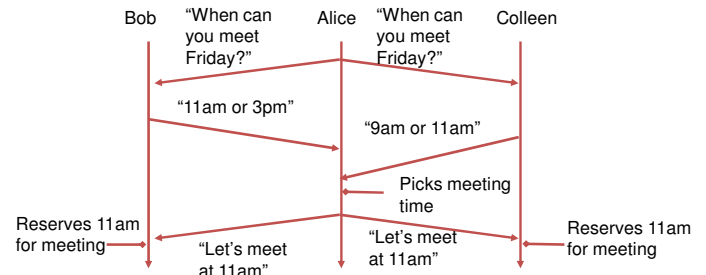 Bob
“When can
you meet
Friday?”
Alice
“When can
you meet
Friday?”
Colleen
“11am or 3pm”
“9am or 11am”
Picks meeting
time
Reserves 11am
for meeting
“Let’s meet
at 11am”
“Let’s meet
at 11am”
Reserves 11am
for meeting